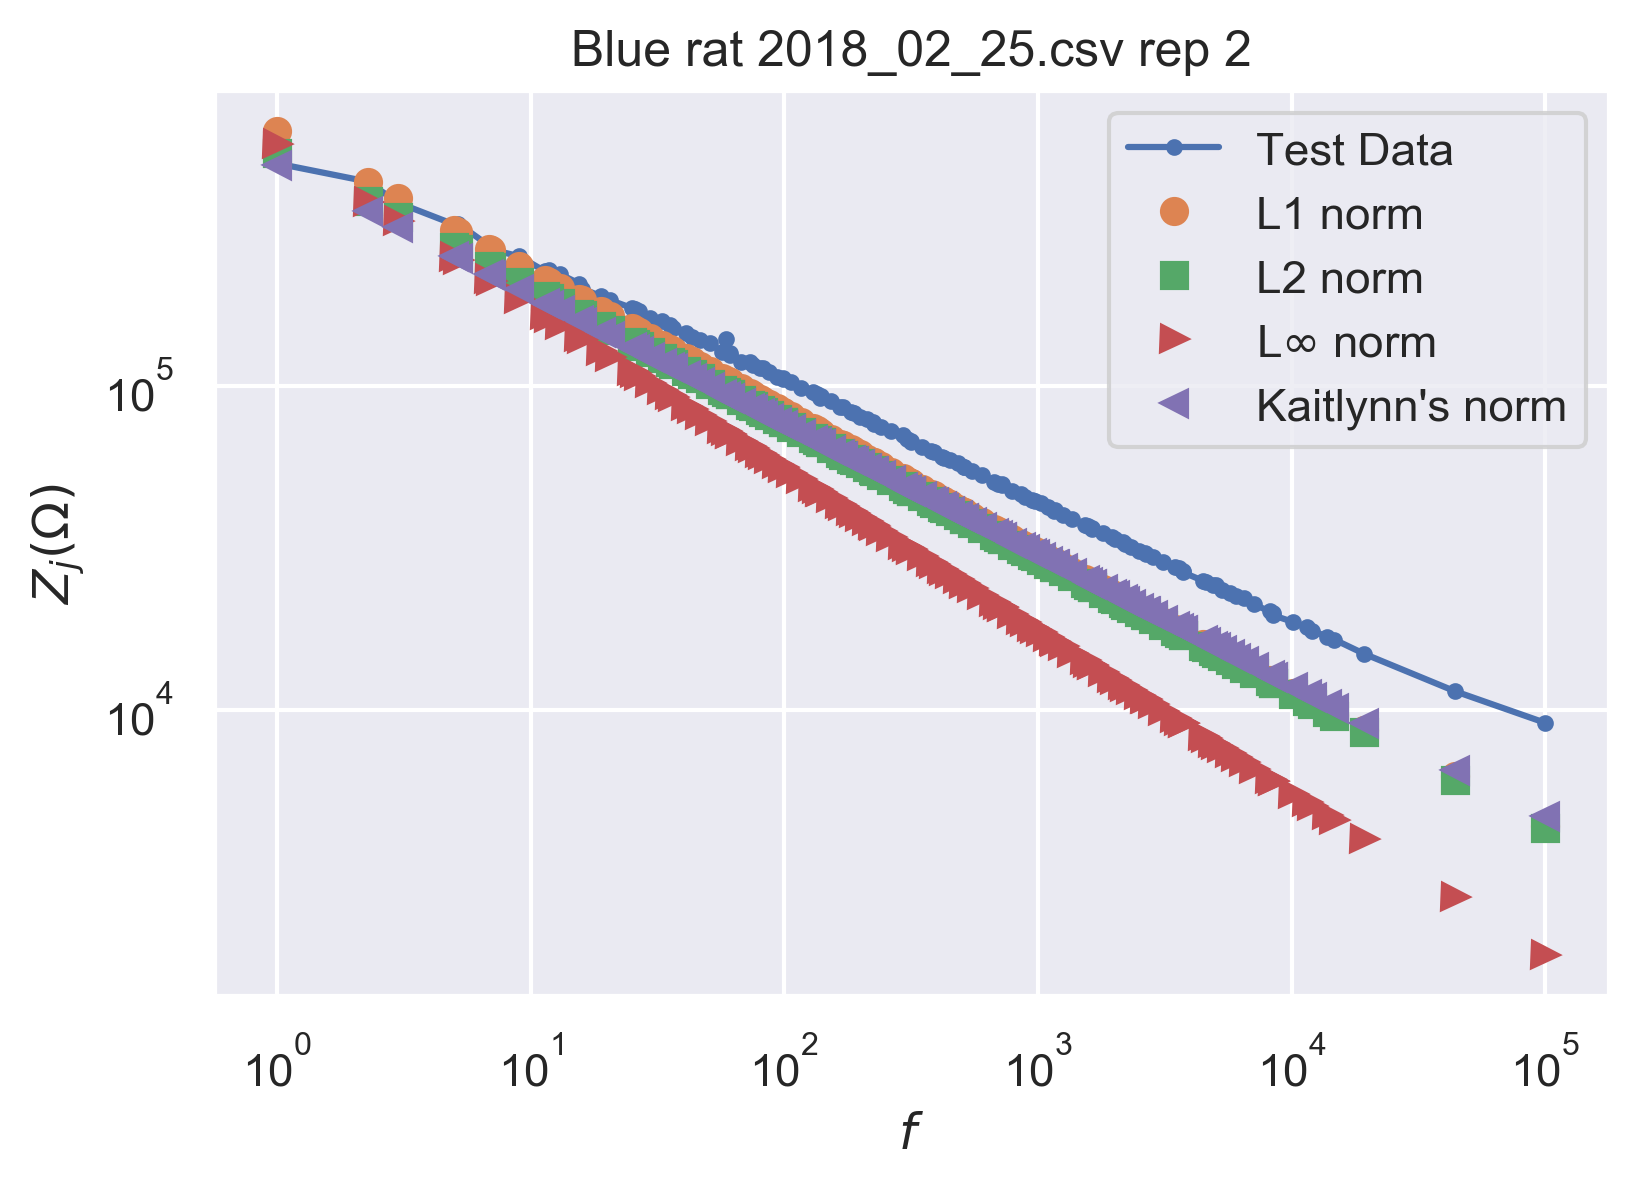 Blue rat 2018_02_25.csv rep 2
Test Data
L1 norm
L2 norm
L∞ norm
Kaitlynn's norm
10^5
10^4
Z_j(Ω)
10^0 10^1 10^2 10^3 10^4 10^5
f